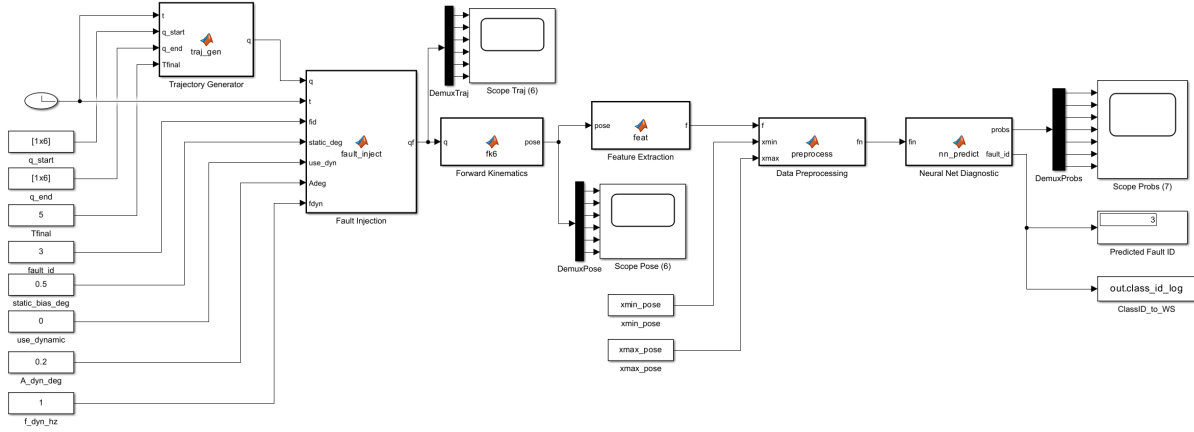 t
q_start
q_end
Tfinal
traj_gen
q
Trajectory Generator
[1x6]
q_start
[1x6]
q_end
5
Tfinal
3
fault_id
0.5
static_bias_deg
0
use_dynamic
0.2
A_dyn_deg
1
f_dyn_hz
q
t
fid
static_deg
use_dyn
Adeg
fdyn
fault_inject
qf
Fault Injection
DemuxTraj
Scope Traj (6)
q
fk6
pose
Forward Kinematics
pose
feat
f
Feature Extraction
DemuxPose
Scope Pose (6)
xmin_pose
xmin_pose
xmax_pose
xmax_pose
f
xmin
xmax
preprocess
fn
Data Preprocessing
fin
nn_predict
probs
fault_id
Neural Net Diagnostic
DemuxProbs
Scope Probs (7)
3
Predicted Fault ID
out.class_id_log
ClassID_to_WS